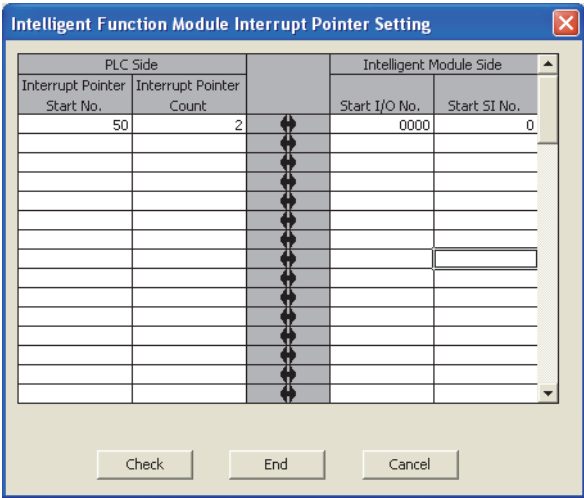 Intelligent Function Module Interrupt Pointer Setting
PLC Side Intelligent Module Side
Interrupt Pointer Interrupt Pointer
Start No. Count Start I/O No. Start SI No.
50 2 0000 0
Check End Cancel